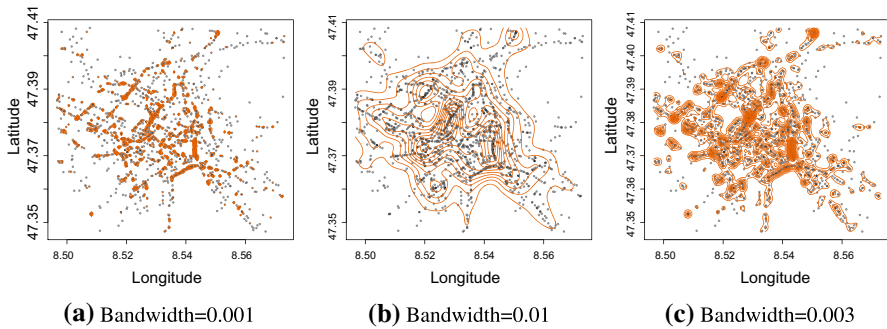 47.41
47.39
47.37
47.35
Latitude
8.50 8.52 8.54 8.56
Longitude
(a) Bandwidth=0.001
47.41
47.39
47.37
47.35
Latitude
8.50 8.52 8.54 8.56
Longitude
(b) Bandwidth=0.01
47.41
47.40
47.39
47.38
47.37
47.36
47.35
Latitude
8.50 8.52 8.54 8.56
Longitude
(c) Bandwidth=0.003